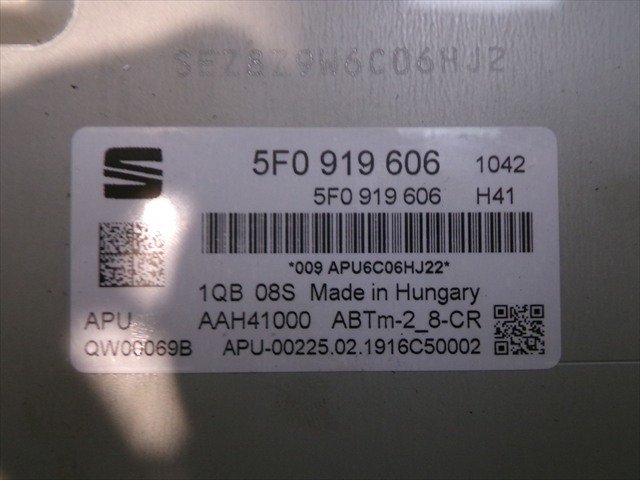 SEZ8Z9W6C06HJ2
5F0 919 606 1042
5F0 919 606 H41
*009 APU6C06HJ22*
1QB 08S Made in Hungary
APU AAH41000 ABTm-2_8-CR
QW00069B APU-00225.02.1916C50002